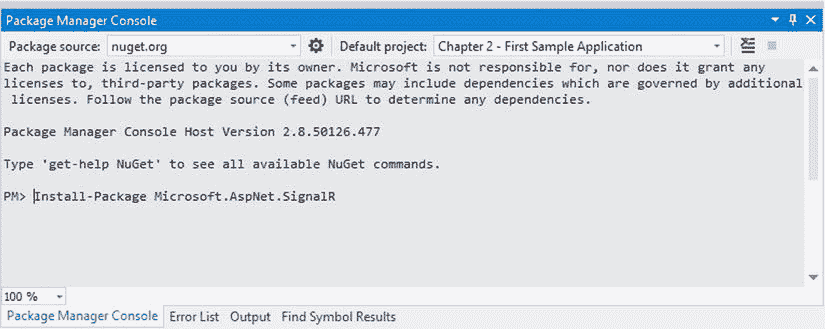 Package Manager Console
Package source: nuget.org Default project: Chapter 2 - First Sample Application
Each package is licensed to you by its owner. Microsoft is not responsible for, nor does it grant any
licenses to, third-party packages. Some packages may include dependencies which are governed by additional
licenses. Follow the package source (feed) URL to determine any dependencies.
Package Manager Console Host Version 2.8.50126.477
Type 'get-help NuGet' to see all available NuGet commands.
PM> Install-Package Microsoft.AspNet.SignalR
100 %
Package Manager Console Error List Output Find Symbol Results